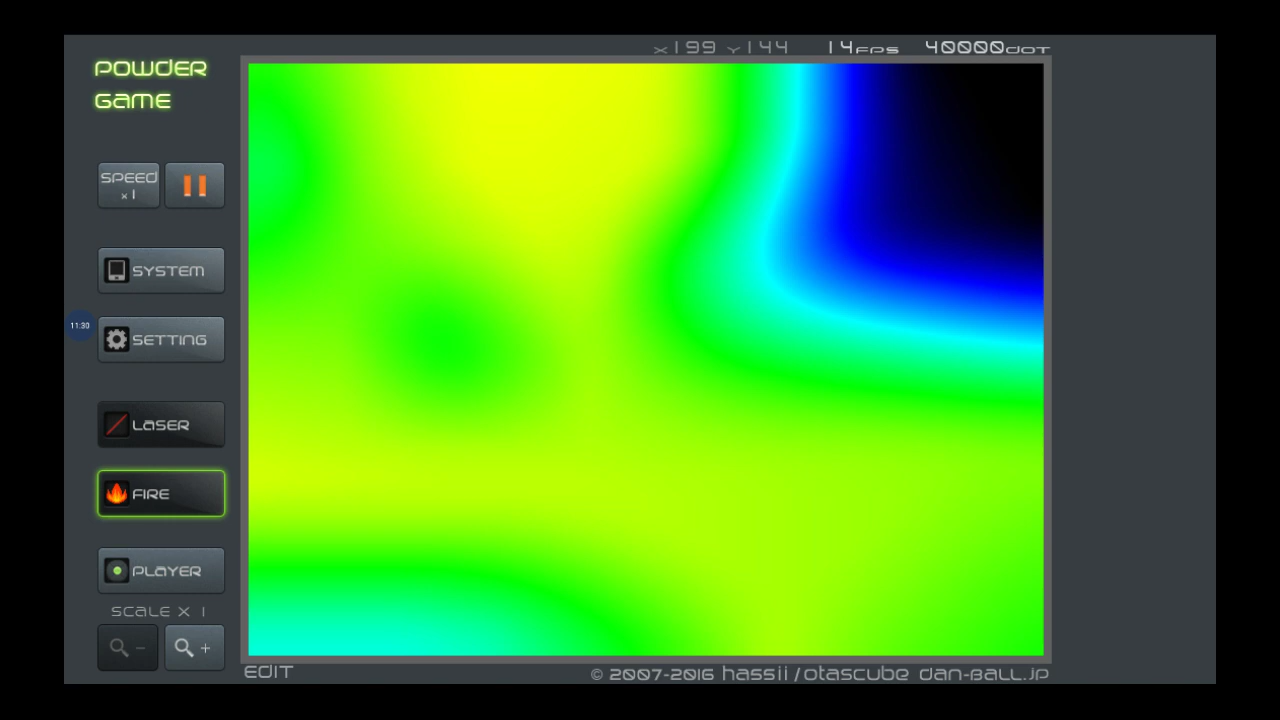 POWDER
GAME
x199 y144 14FPS 40000DOT
SPEED
x1
SYSTEM
11:30
SETTING
LASER
FIRE
PLAYER
SCALE x 1
EDIT
© 2007-2016 hassii/otascube dan-ball.jp